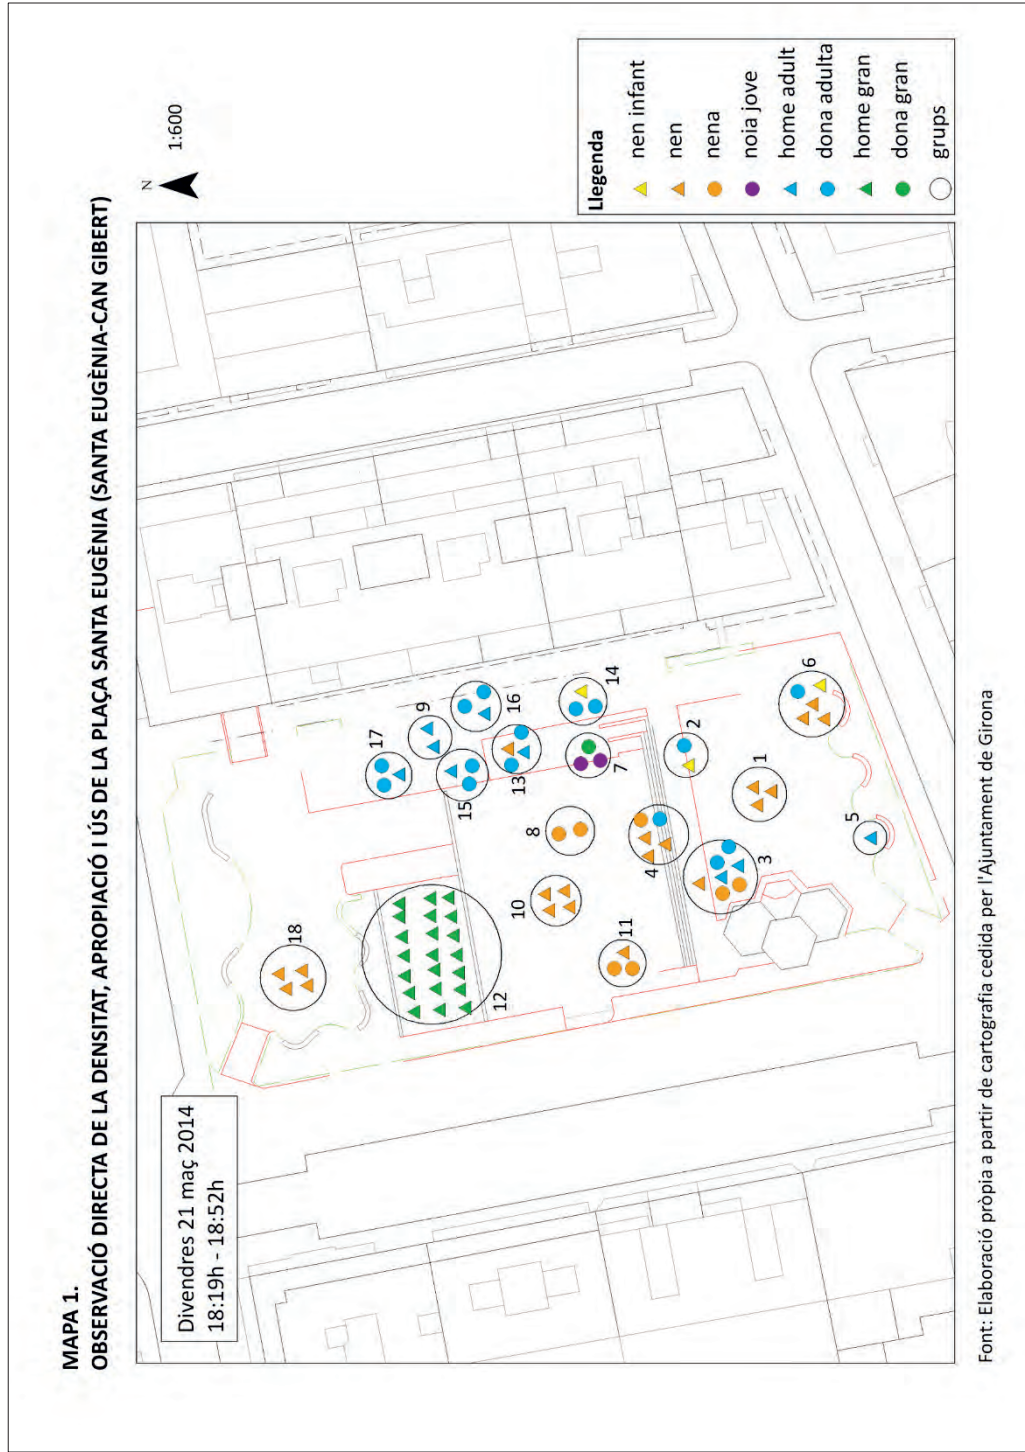 MAPA 1.
OBSERVACIÓ DIRECTA DE LA DENSITAT, APROPIACIÓ I ÚS DE LA PLAÇA SANTA EUGÈNIA (SANTA EUGÈNIA-CAN GIBERT)
Divendres 21 maç 2014
18:19h - 18:52h
N
1:600
18
12
17
9
15
16
13
14
10
8
7
11
4
2
3
1
6
5
Llegenda
nen infant
nen
nena
noia jove
home adult
dona adulta
home gran
dona gran
grups
Font: Elaboració pròpia a partir de cartografia cedida per l'Ajuntament de Girona